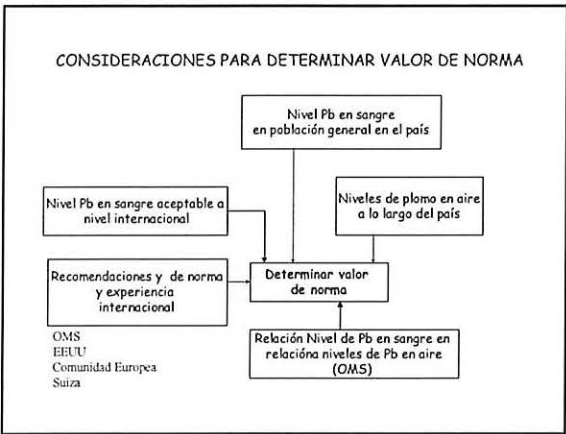 CONSIDERACIONES PARA DETERMINAR VALOR DE NORMA
Nivel Pb en sangre
en población general en el país
Nivel Pb en sangre aceptable a
nivel internacional
Niveles de plomo en aire
a lo largo del país
Recomendaciones y de norma
y experiencia
internacional
Determinar valor
de norma
OMS
EEUU
Comunidad Europea
Suiza
Relación Nivel de Pb en sangre en
relacióna niveles de Pb en aire
(OMS)